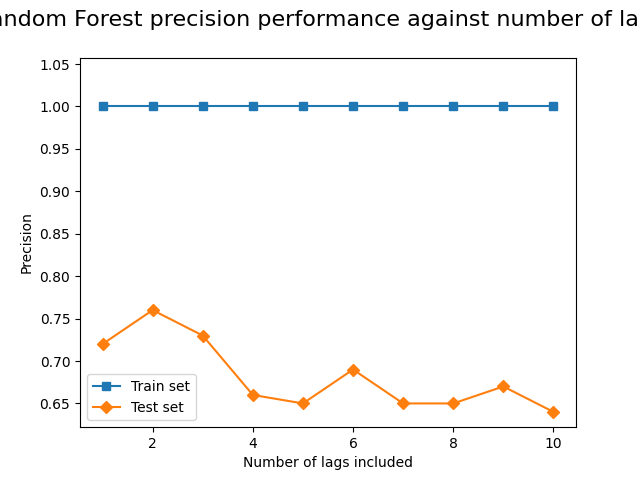 andom Forest precision performance against number of la
1.05
1.00
0.95
0.90
0.85
0.80
0.75
0.70
0.65
Precision
Train set
Test set
2 4 6 8 10
Number of lags included